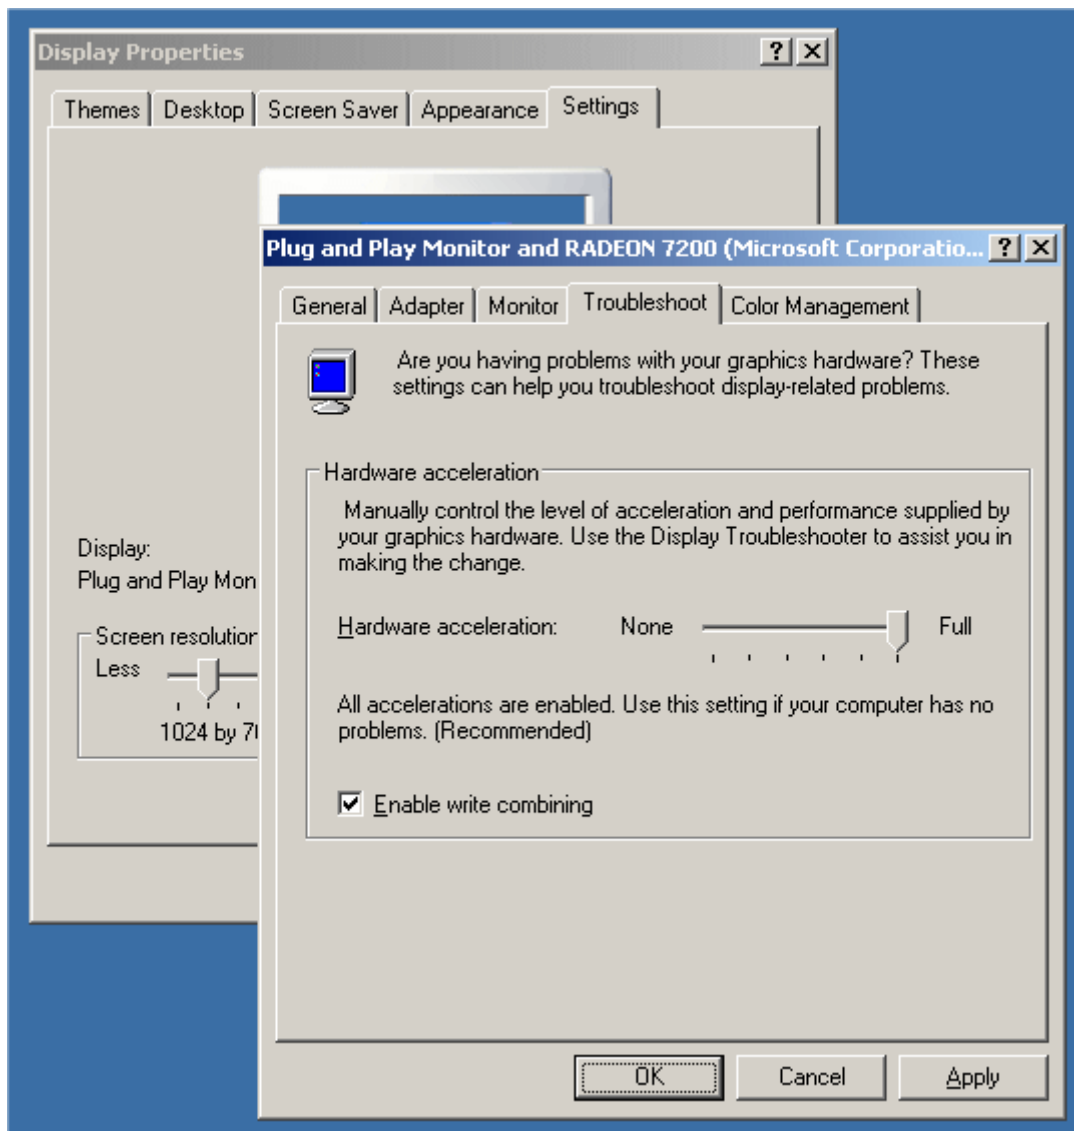 Display Properties
Themes Desktop Screen Saver Appearance Settings
Plug and Play Monitor and RADEON 7200 (Microsoft Corporatio...
General Adapter Monitor Troubleshoot Color Management
Are you having problems with your graphics hardware? These
settings can help you troubleshoot display-related problems.
Hardware acceleration
Manually control the level of acceleration and performance supplied by
your graphics hardware. Use the Display Troubleshooter to assist you in
making the change.
Display:
Plug and Play Mon
Hardware acceleration: None Full
Screen resolution
Less
1024 by 7
All accelerations are enabled. Use this setting if your computer has no
problems. (Recommended)
Enable write combining
OK Cancel Apply